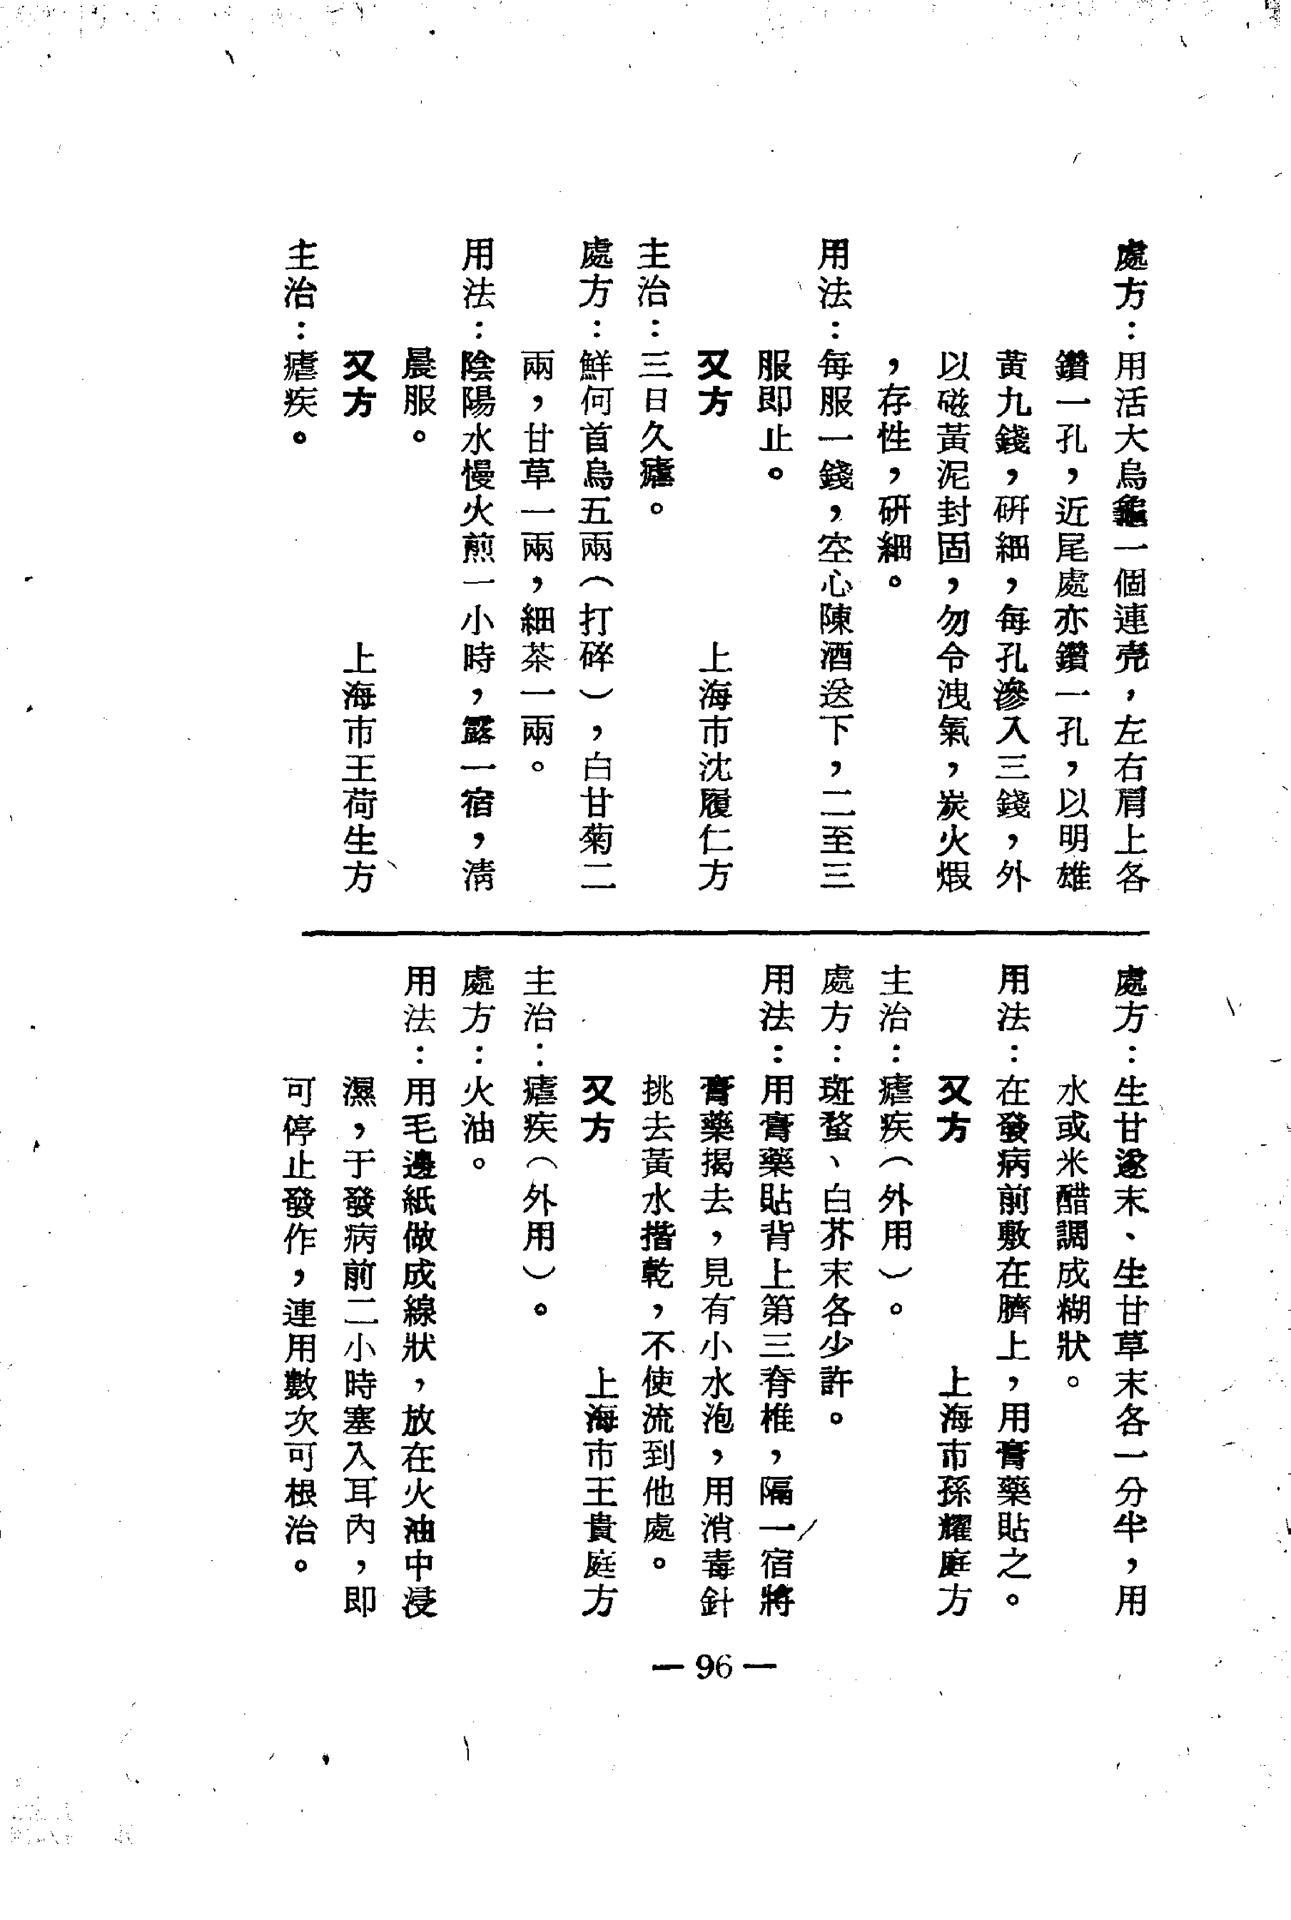 處方：用活大烏龜一個連壳，左右肩上各
鑽一孔，近尾處亦鑽一孔，以明雄
黃九錢，研細，每孔滲入三錢，外
以磁黃泥封固，勿令洩氣，炭火煆
，存性，研細。
用法：每服一錢，空心陳酒送下，二至三
服即止。
又方　上海市沈履仁方
主治：三日久瘧。
處方：鮮何首烏五兩（打碎），白甘菊二
兩，甘草一兩，細茶一兩。
用法：陰陽水慢火煎一小時，露一宿，清
晨服。
又方　上海市王荷生方
主治：瘧疾。
處方：生甘遂末、生甘草末各一分半，用
水或米醋調成糊狀。
用法：在發病前敷在臍上，用膏藥貼之。
又方　上海市孫耀庭方
主治：瘧疾（外用）。
處方：斑蝥、白芥末各少許。
用法：用膏藥貼背上第三脊椎，隔一宿將
膏藥揭去，見有小水泡，用消毒針
挑去黃水揩乾，不使流到他處。
又方　上海市王貴庭方
主治：瘧疾（外用）。
處方：火油。
用法：用毛邊紙做成線狀，放在火油中浸
濕，于發病前二小時塞入耳內，即
可停止發作，連用數次可根治。
— 96 —